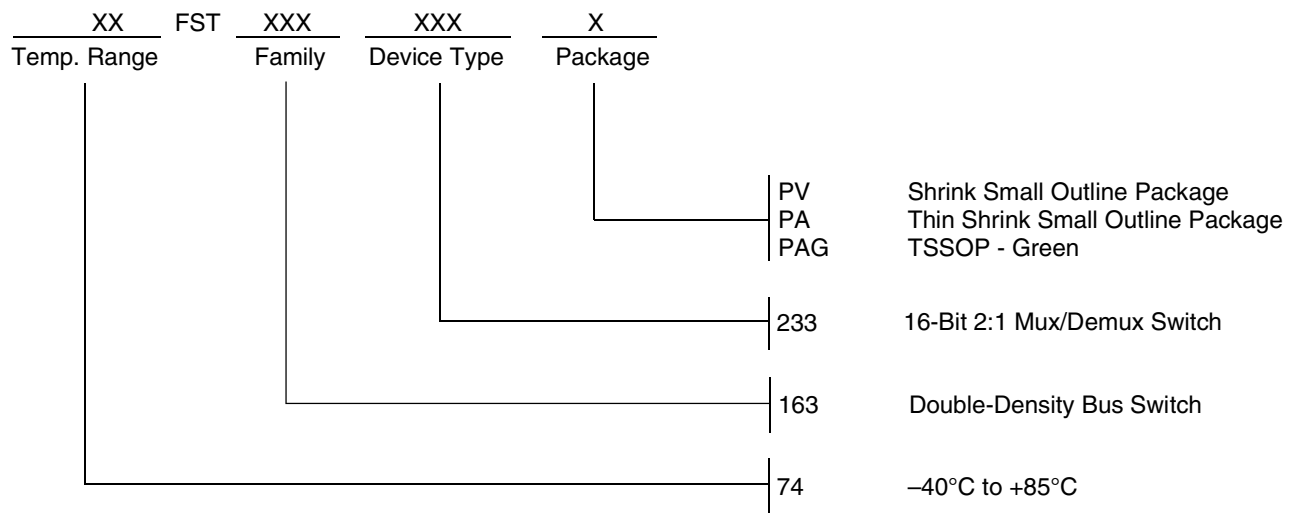 XX FST XXX XXX X
Temp. Range Family Device Type Package
PV Shrink Small Outline Package
PA Thin Shrink Small Outline Package
PAG TSSOP - Green
233 16-Bit 2:1 Mux/Demux Switch
163 Double-Density Bus Switch
74 –40°C to +85°C